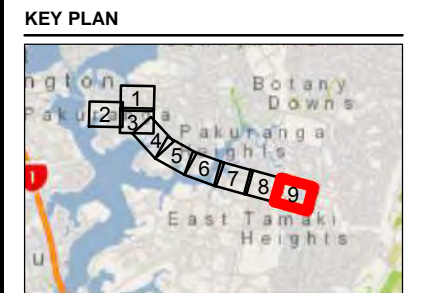 KEY PLAN
ngton
Botany
Downs
1
Pakuranga
2
3
Pakuranga
Heights
4
5
6
7
8
9
1
East Tamaki
Heights
u